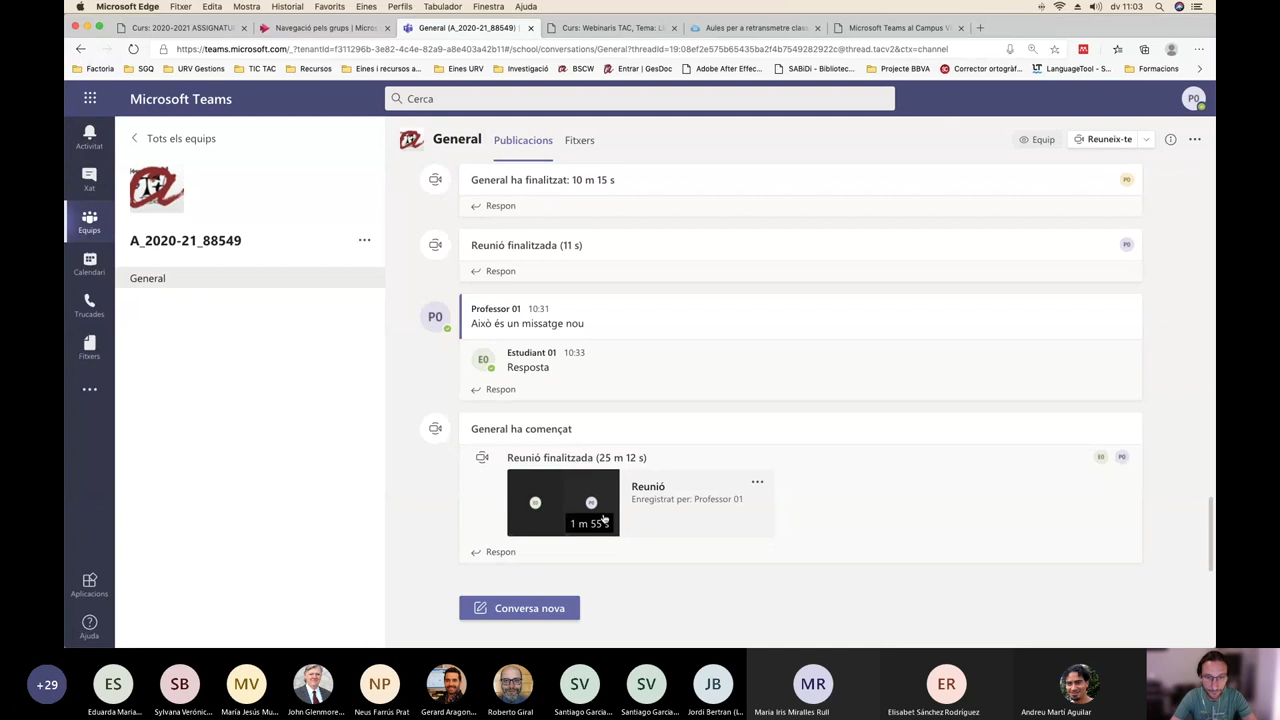 Microsoft Edge Fitxer Edita Mostra Historial Favorits Eines Perfils Tabulador Finestra Ajuda dv 11:03
Curs: 2020-2021 ASSIGNATU Navegació pels grups | Micros General (A_2020-21_88549) | Curs: Webinaris TAC, Tema: Ll Aules per a retransmetre clas Microsoft Teams al Campus V
https://teams.microsoft.com/_?tenantId=f311296b-3e82-4c4e-82a9-a8e403a42b11#/school/conversations/General?threadId=19:08ef2e575b65435ba2f4b7549282922c@thread.tacv2&ctx=channel
Factoria SGQ URV Gestions TIC TAC Recursos Eines i recursos a... Eines URV Investigació BSCW Entrar | GesDoc Adobe After Effec... SABiDi - Bibliotec... Projecte BBVA Corrector ortogràf... LanguageTool - S... Formacions
Microsoft Teams
Cerca
P0
Activitat
Xat
Equips
Calendari
Trucades
Fitxers
Aplicacions
Ajuda
Tots els equips
A_2020-21_88549
General
General Publicacions Fitxers Equip Reuneix-te
General ha finalitzat: 10 m 15 s P0
Respon
Reunió finalitzada (11 s) P0
Respon
P0
Professor 01 10:31
Això és un missatge nou
E0
Estudiant 01 10:33
Resposta
Respon
General ha començat
Reunió finalitzada (25 m 12 s) E0 P0
E0 P0
1 m 55 s
Reunió
Enregistrat per: Professor 01
Respon
Conversa nova
+29 ES SB MV NP SV SV JB MR ER
Eduarda Maria... Sylvana Verónic... María Jesús Mu... John Glenmore... Neus Farrús Prat Gerard Aragon... Roberto Giral Santiago Garcia... Santiago Garcia... Jordi Bertran (L... Maria Iris Miralles Rull Elisabet Sánchez Rodríguez Andreu Martí Aguilar